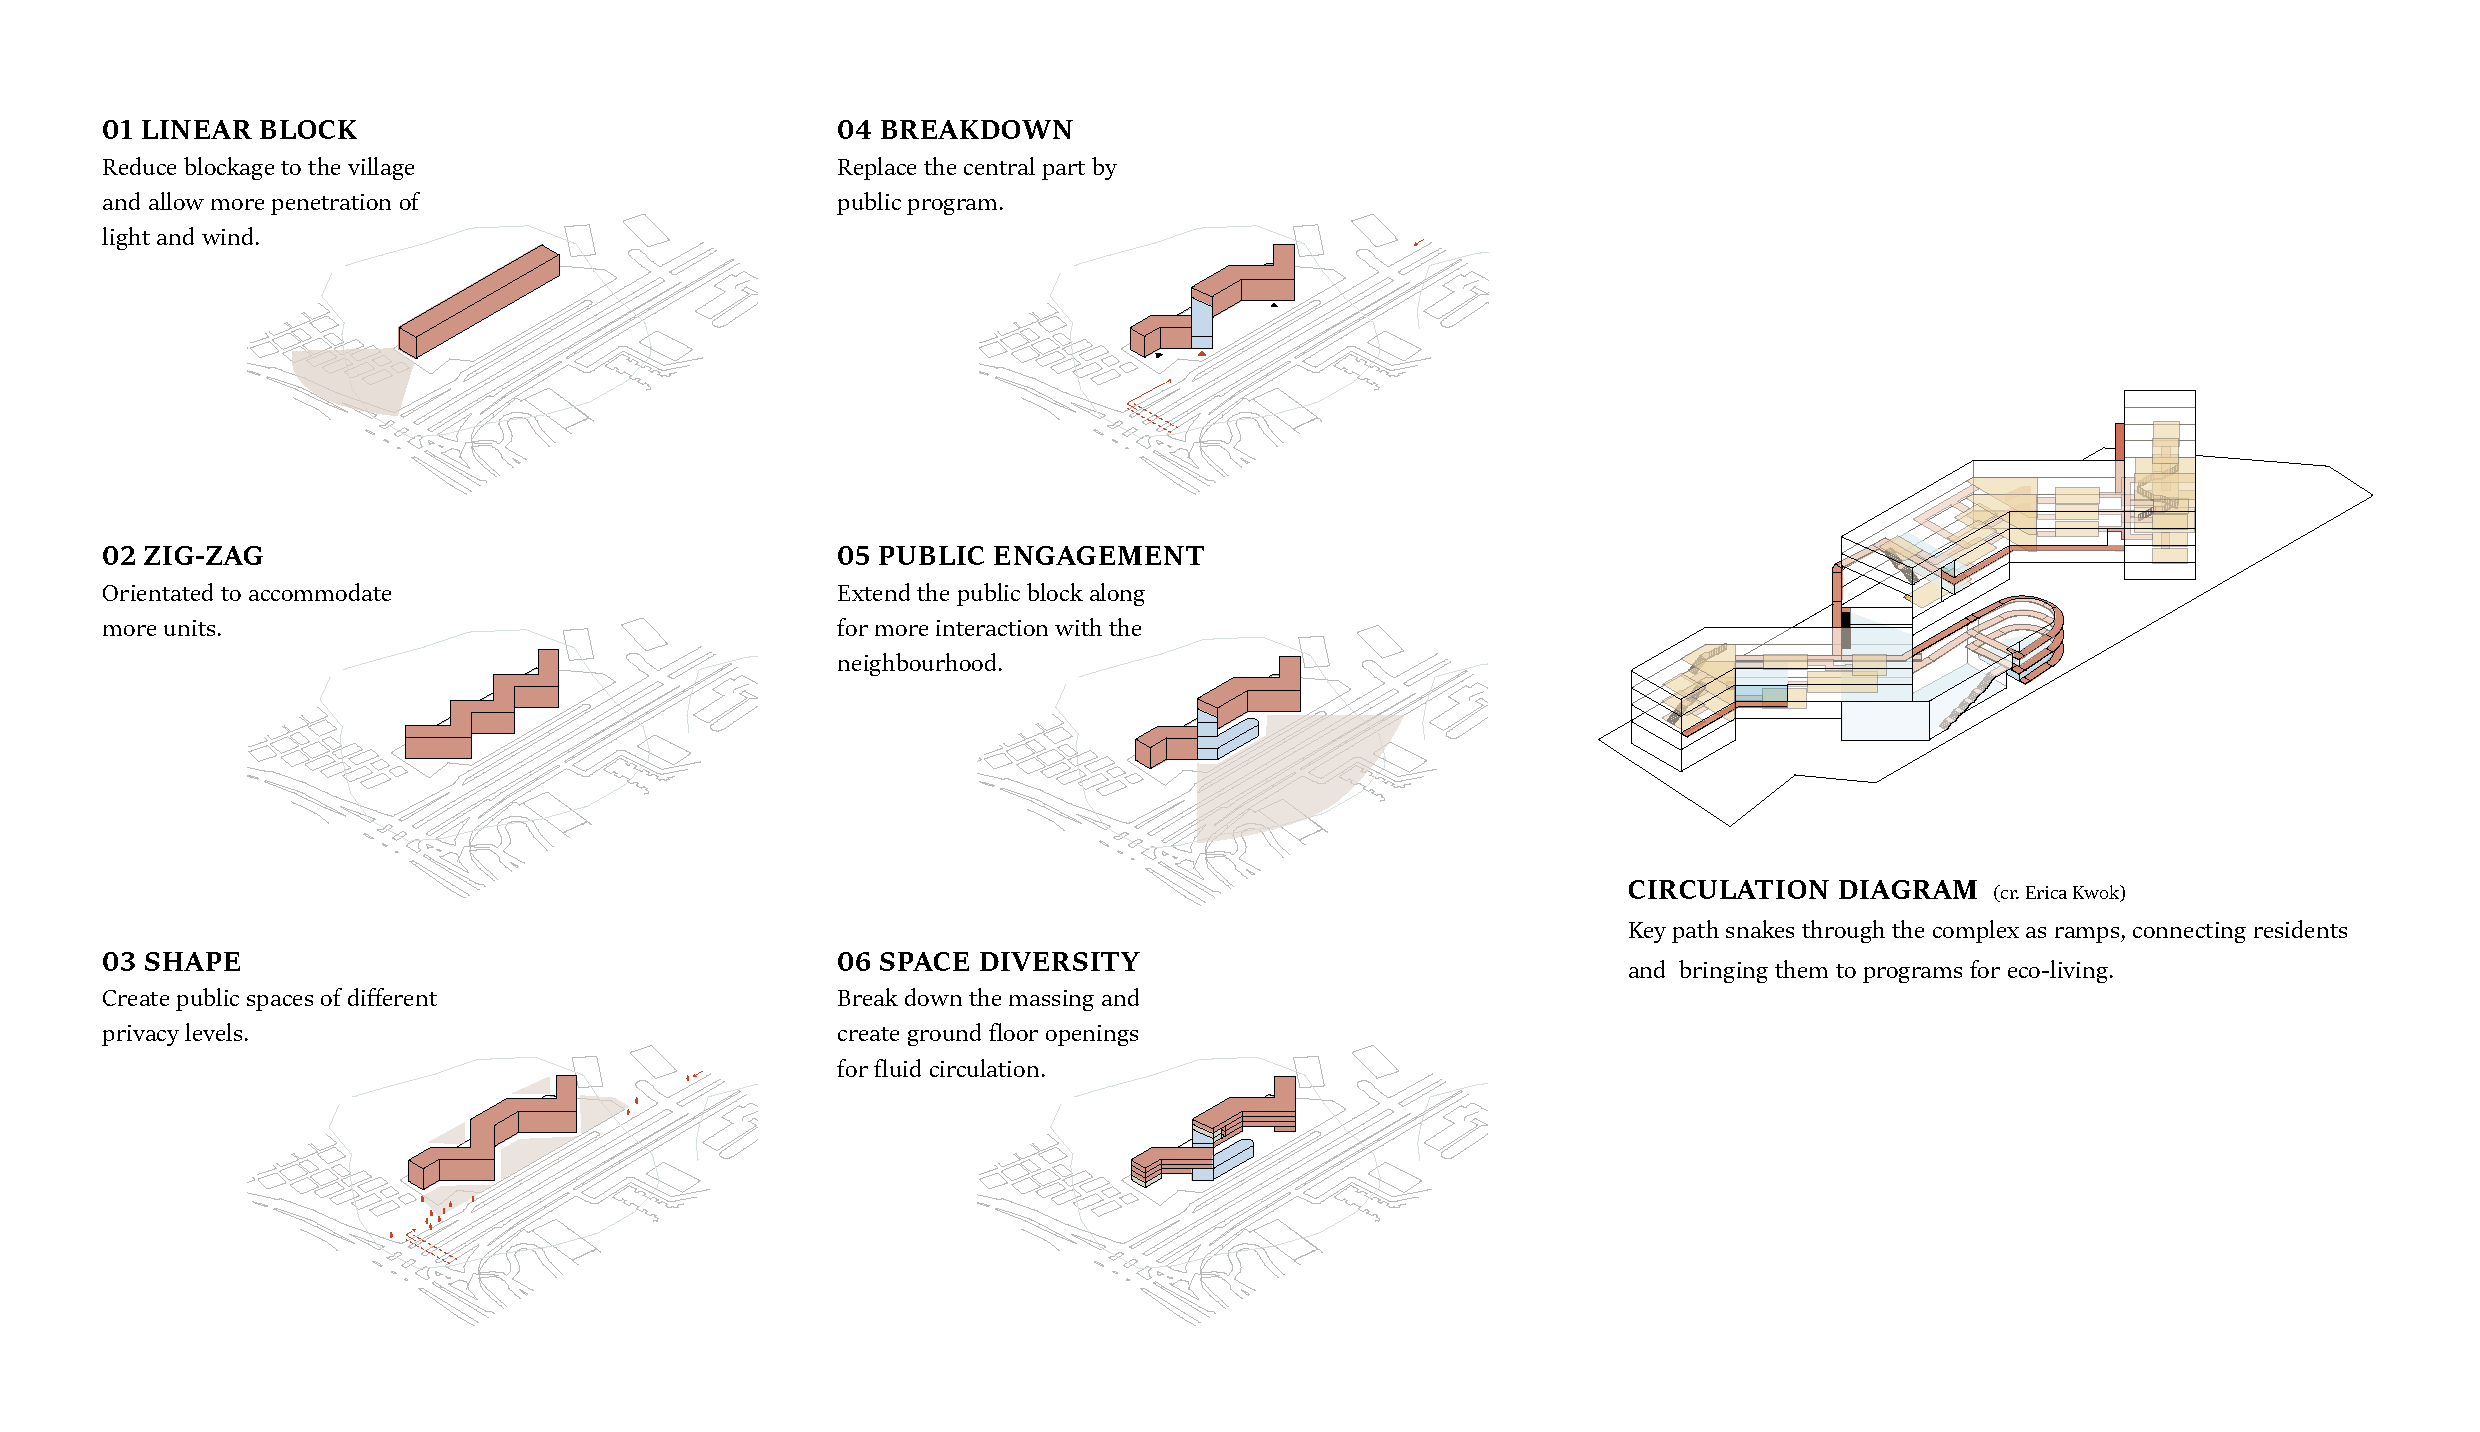 01 LINEAR BLOCK
Reduce blockage to the village
and allow more penetration of
light and wind.
02 ZIG-ZAG
Orientated to accommodate
more units.
03 SHAPE
Create public spaces of different
privacy levels.
04 BREAKDOWN
Replace the central part by
public program.
05 PUBLIC ENGAGEMENT
Extend the public block along
for more interaction with the
neighbourhood.
06 SPACE DIVERSITY
Break down the massing and
create ground floor openings
for fluid circulation.
CIRCULATION DIAGRAM (cr. Erica Kwok)
Key path snakes through the complex as ramps, connecting residents
and bringing them to programs for eco-living.